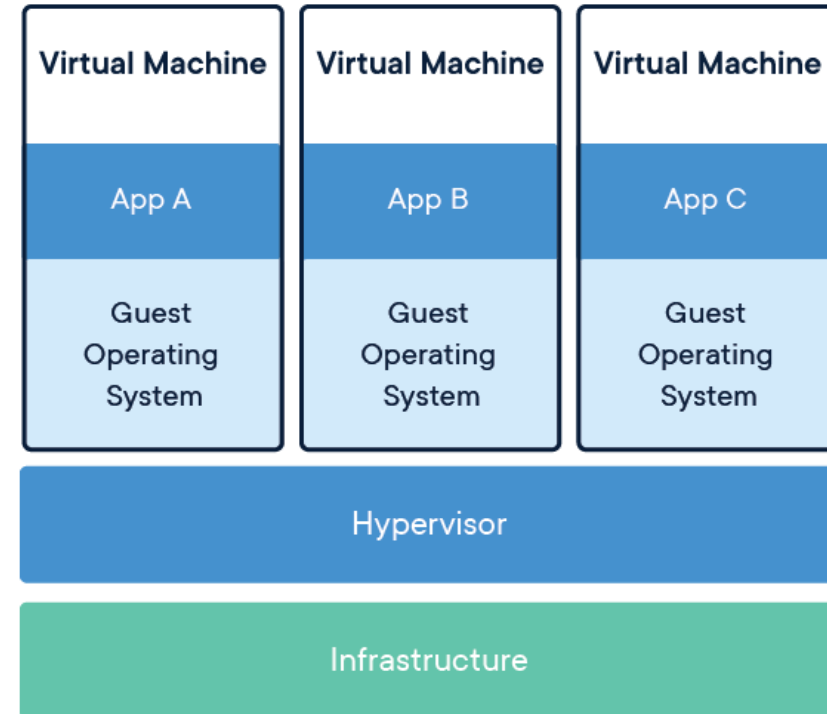 Virtual Machine
Virtual Machine
Virtual Machine
App A
App B
App C
Guest
Operating
System
Guest
Operating
System
Guest
Operating
System
Hypervisor
Infrastructure